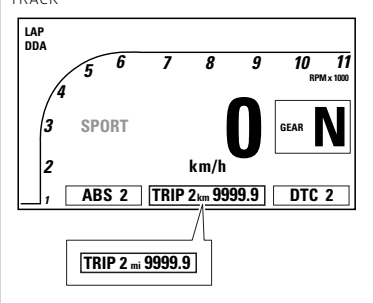 TRACK
LAP
DDA
1 2 3 4 5 6 7 8 9 10 11
RPM x 1000
SPORT
0
GEAR N
km/h
ABS 2
TRIP 2 km 9999.9
DTC 2
TRIP 2 mi 9999.9